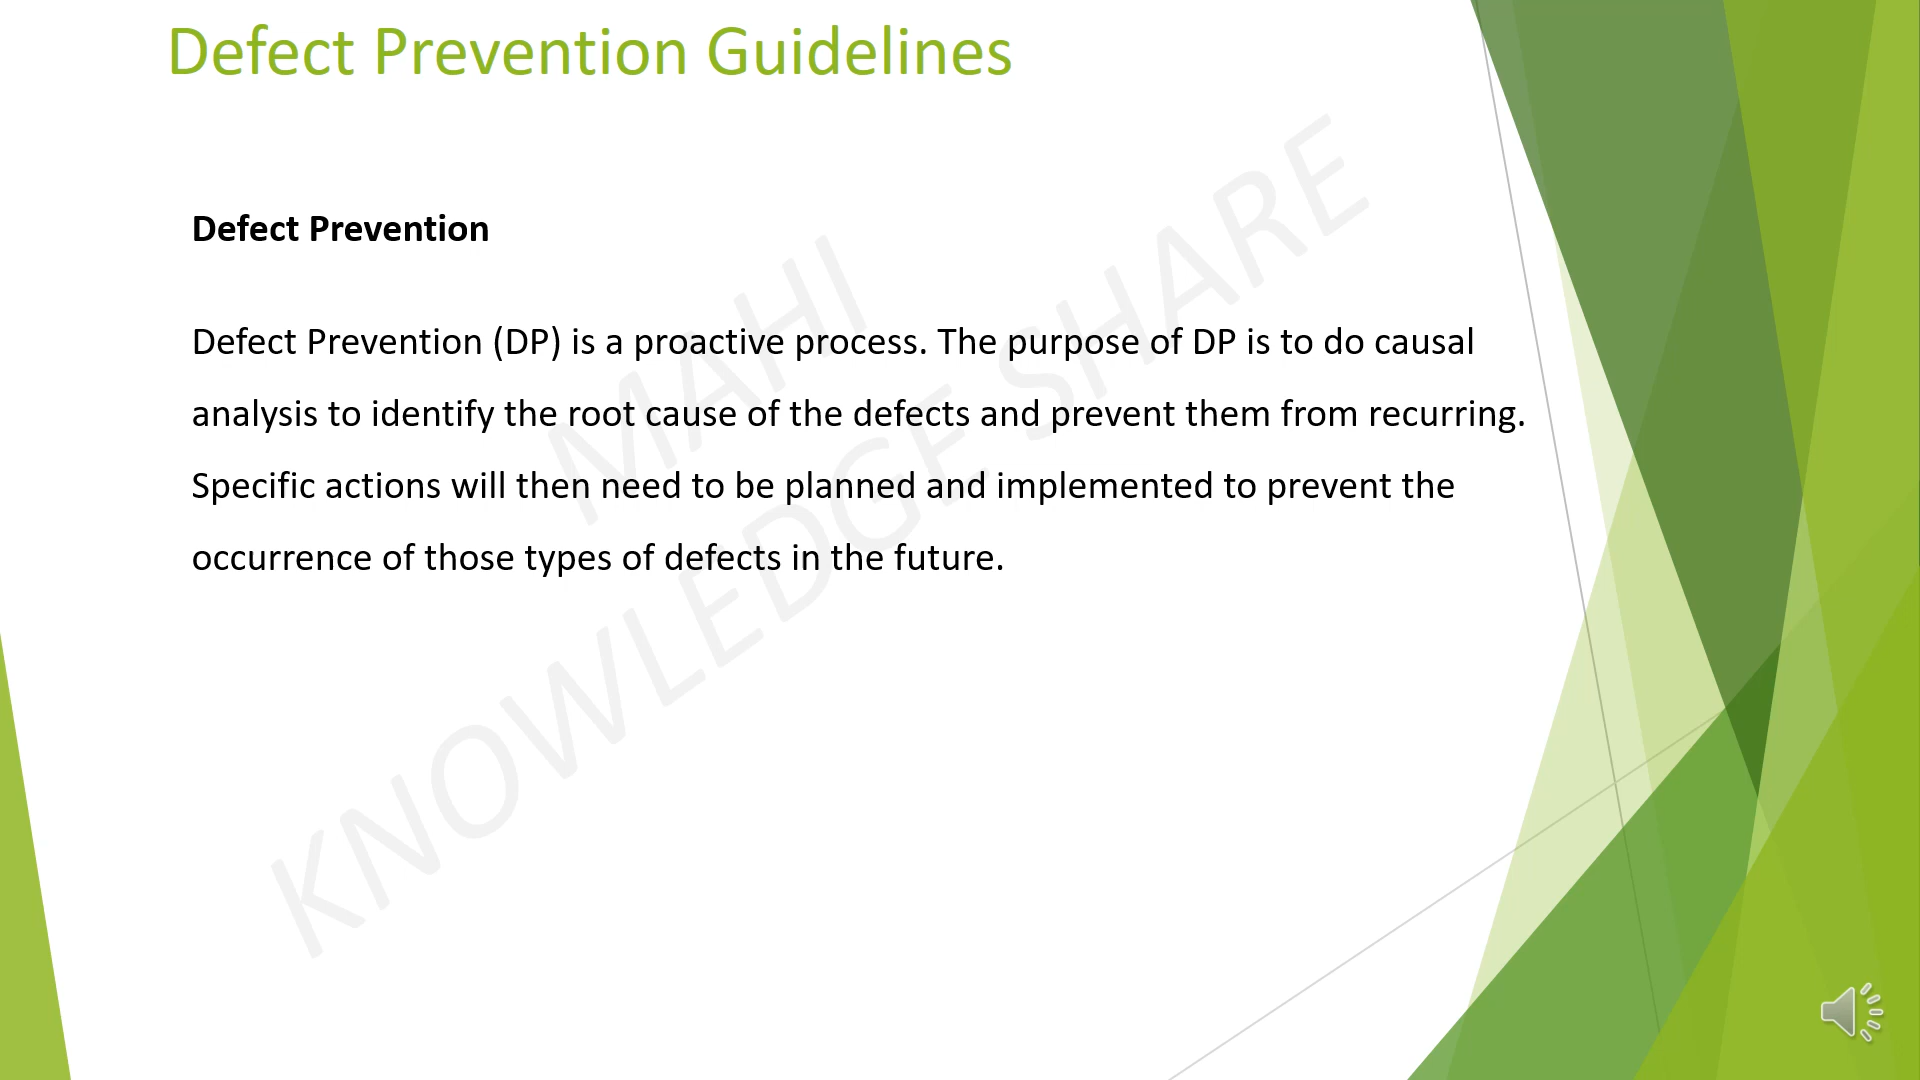 Defect Prevention Guidelines
Defect Prevention
Defect Prevention (DP) is a proactive process. The purpose of DP is to do causal
analysis to identify the root cause of the defects and prevent them from recurring.
Specific actions will then need to be planned and implemented to prevent the
occurrence of those types of defects in the future.
MAHI
KNOWLEDGE SHARE